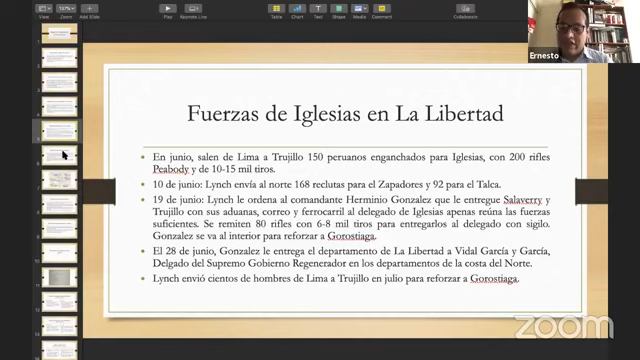 View
Zoom
Add Slide
Play
Keynote Live
Table
Chart
Text
Shape
Media
Comment
Collaborate
Ernesto
Fuerzas de Iglesias en La Libertad
• En junio, salen de Lima a Trujillo 150 peruanos enganchados para Iglesias, con 200 rifles
Peabody y de 10-15 mil tiros.
• 10 de junio: Lynch envía al norte 168 reclutas para el Zapadores y 92 para el Talca.
• 19 de junio: Lynch le ordena al comandante Herminio Gonzalez que le entregue Salaverry y
Trujillo con sus aduanas, correo y ferrocarril al delegado de Iglesias apenas reúna las fuerzas
suficientes. Se remiten 80 rifles con 6-8 mil tiros para entregarlos al delegado con sigilo.
Gonzalez se va al interior para reforzar a Gorostiaga.
• El 28 de junio, Gonzalez le entrega el departamento de La Libertad a Vidal García y García,
Delgado del Supremo Gobierno Regenerador en los departamentos de la costa del Norte.
• Lynch envió cientos de hombres de Lima a Trujillo en julio para reforzar a Gorostiaga.
zoom